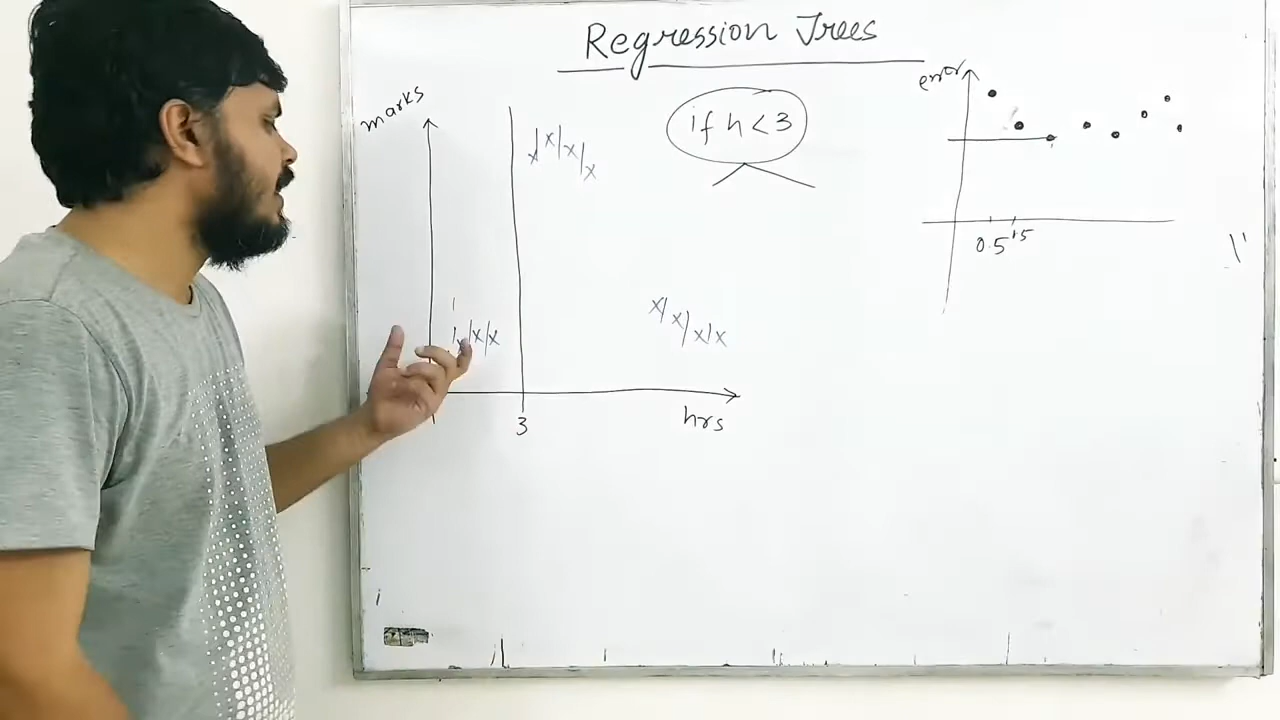 Regression Trees
marks
if h < 3
error
0.5
1.5
3
hrs